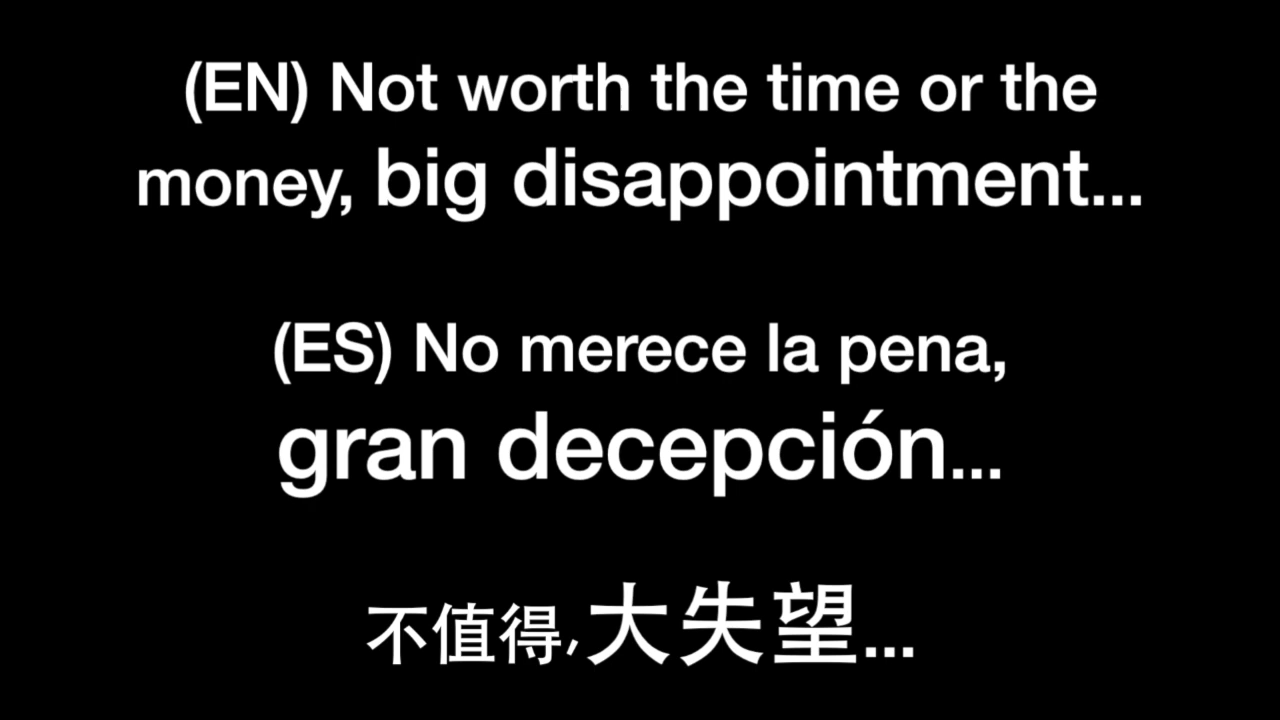 (EN) Not worth the time or the
money, big disappointment...
(ES) No merece la pena,
gran decepción...
不值得,大失望...